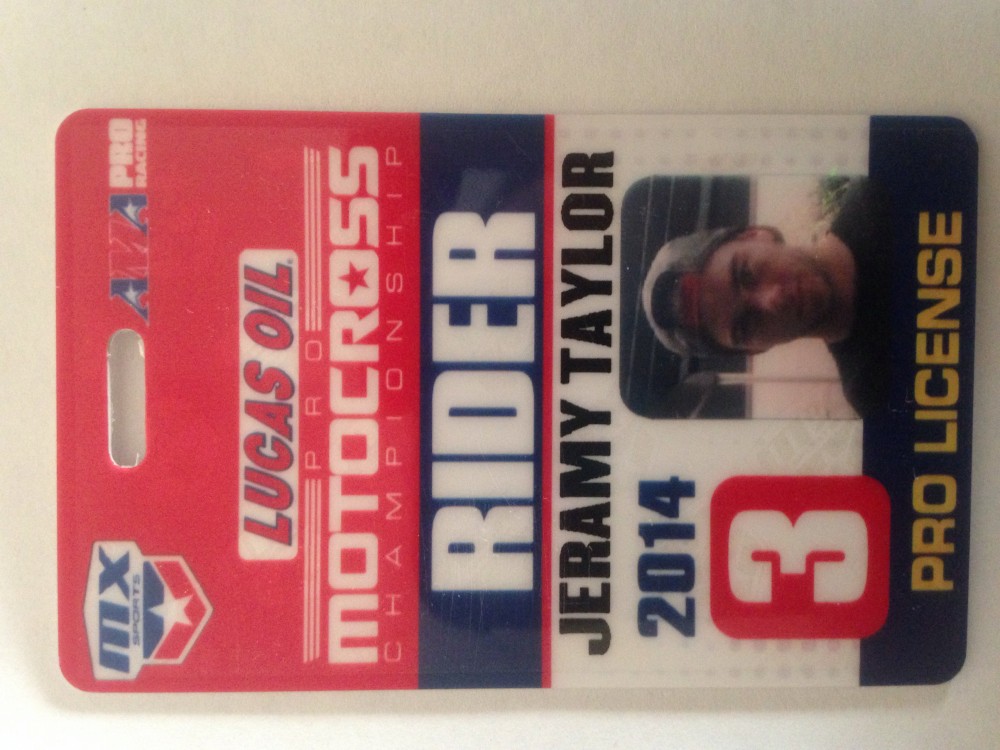 MX
SPORTS
AMA PRO
RACING
LUCAS OIL
PRO
MOTOCROSS
CHAMPIONSHIP
RIDER
JERAMY TAYLOR
2014
3
PRO LICENSE